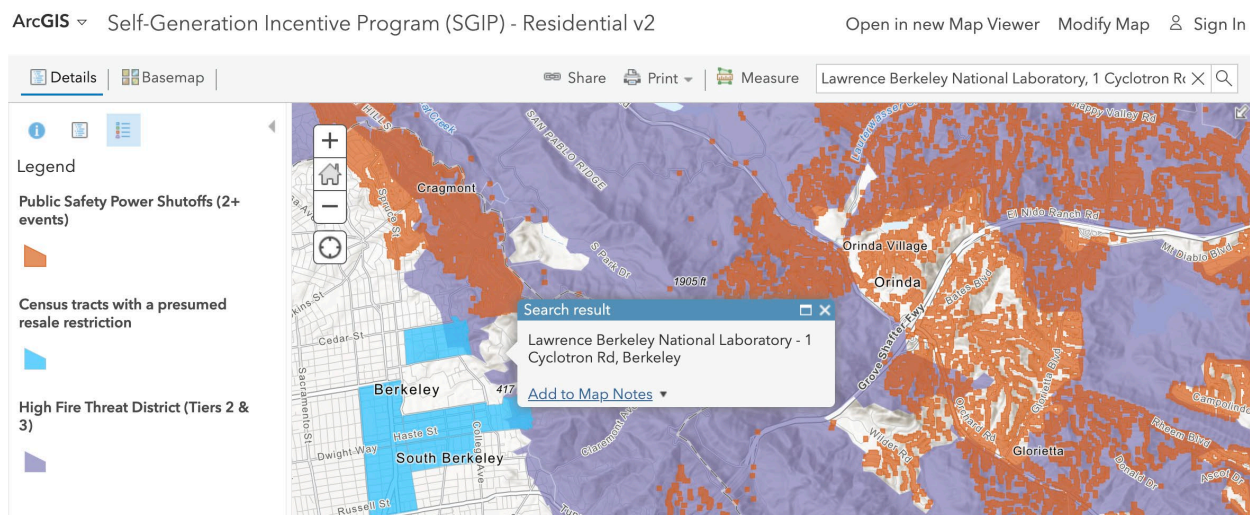 ArcGIS Self-Generation Incentive Program (SGIP) - Residential v2 Open in new Map Viewer Modify Map Sign In
Details Basemap Share Print Measure Lawrence Berkeley National Laboratory, 1 Cyclotron
Legend
Public Safety Power Shutoffs (2+
events)
Census tracts with a presumed
resale restriction
High Fire Threat District (Tiers 2 &
3)
HILLS
Creek
SAN PABLO RIDGE
Happy Valley Rd
Cragmont
Spruce St
El Nido Ranch Rd
S Park Dr
Orinda Village
Mt Diablo Blvd
1905 ft
Orinda
Bates Blvd
Search result
Lawrence Berkeley National Laboratory - 1
Cyclotron Rd, Berkeley
Add to Map Notes
Cedar St
Grove Shafter Fwy
Sacramento St
Berkeley
417
Glorietta Blvd
Campolindo
Haste St
College Ave
Claremont Ave
Orchard Rd
Rheem Blvd
Dwight Way
South Berkeley
Wilder Rd
Glorietta
Donald Dr
Ascot Dr
Russell St